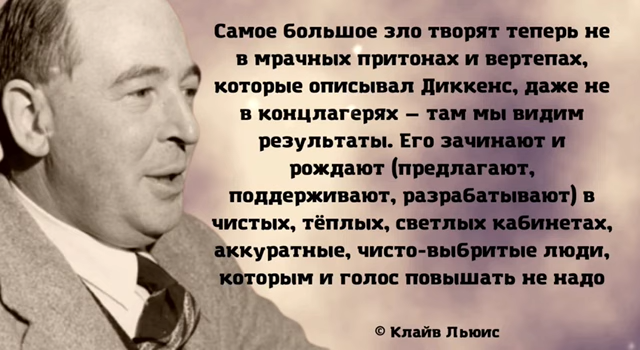 Самое большое зло творят теперь не
в мрачных притонах и вертепах,
которые описывал Диккенс, даже не
в концлагерях – там мы видим
результаты. Его зачинают и
рождают (предлагают,
поддерживают, разрабатывают) в
чистых, тёплых, светлых кабинетах,
аккуратные, чисто-выбритые люди,
которым и голос повышать не надо
© Клайв Льюис